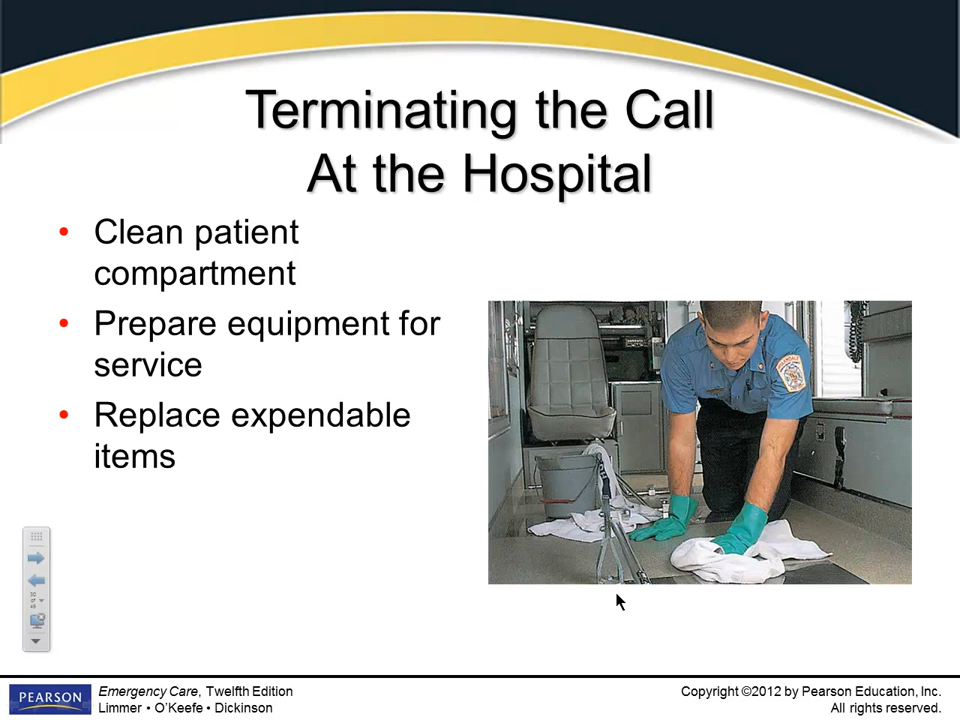 Terminating the Call
At the Hospital
• Clean patient
compartment
• Prepare equipment for
service
• Replace expendable
items
PEARSON
Emergency Care, Twelfth Edition
Limmer • O’Keefe • Dickinson
Copyright ©2012 by Pearson Education, Inc.
All rights reserved.